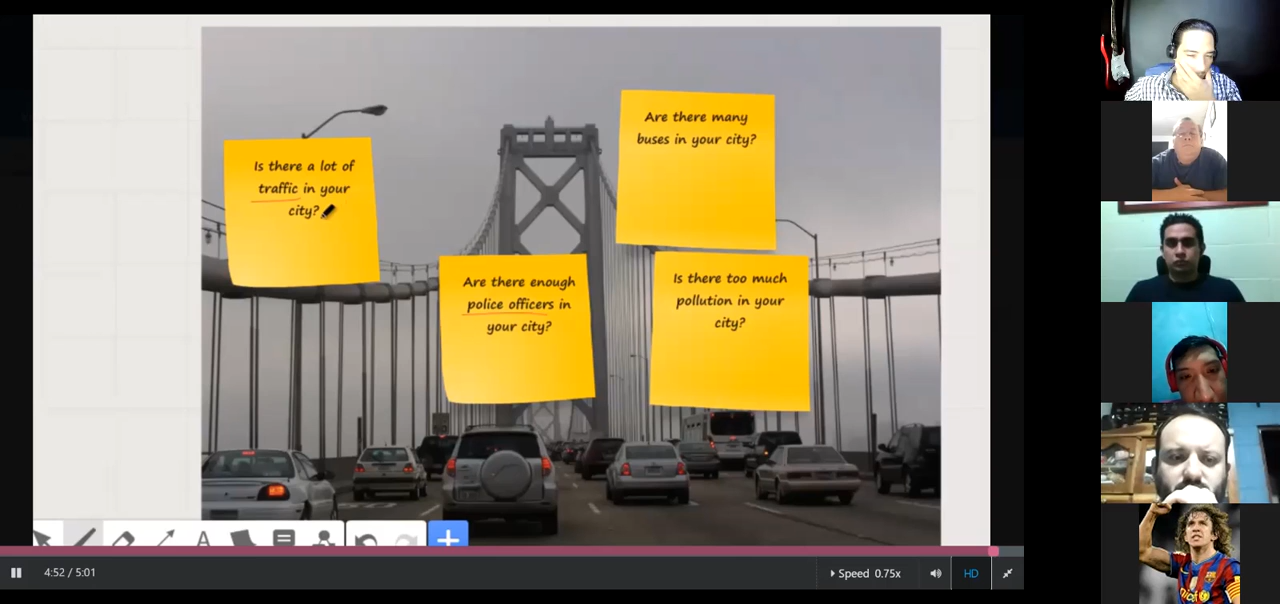 Is there a lot of
traffic in your
city?
Are there many
buses in your city?
Are there enough
police officers in
your city?
Is there too much
pollution in your
city?
A
4:52 / 5:01
Speed 0.75x
HD